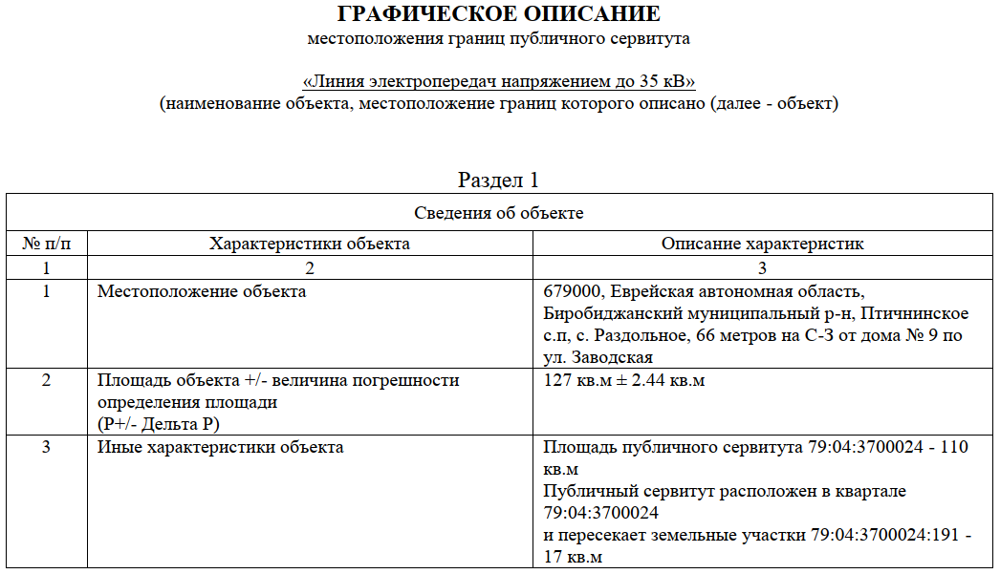 ГРАФИЧЕСКОЕ ОПИСАНИЕ
местоположения границ публичного сервитута
«Линия электропередач напряжением до 35 кВ»
(наименование объекта, местоположение границ которого описано (далее - объект)
Раздел 1
Сведения об объекте
№ п/п Характеристики объекта Описание характеристик
1 2 3
1 Местоположение объекта 679000, Еврейская автономная область,
Биробиджанский муниципальный р-н, Птичнинское
с.п, с. Раздольное, 66 метров на С-З от дома № 9 по
ул. Заводская
2 Площадь объекта +/- величина погрешности 127 кв.м ± 2.44 кв.м
определения площади
(P+/- Дельта P)
3 Иные характеристики объекта Площадь публичного сервитута 79:04:3700024 - 110
кв.м
Публичный сервитут расположен в квартале
79:04:3700024
и пересекает земельные участки 79:04:3700024:191 -
17 кв.м